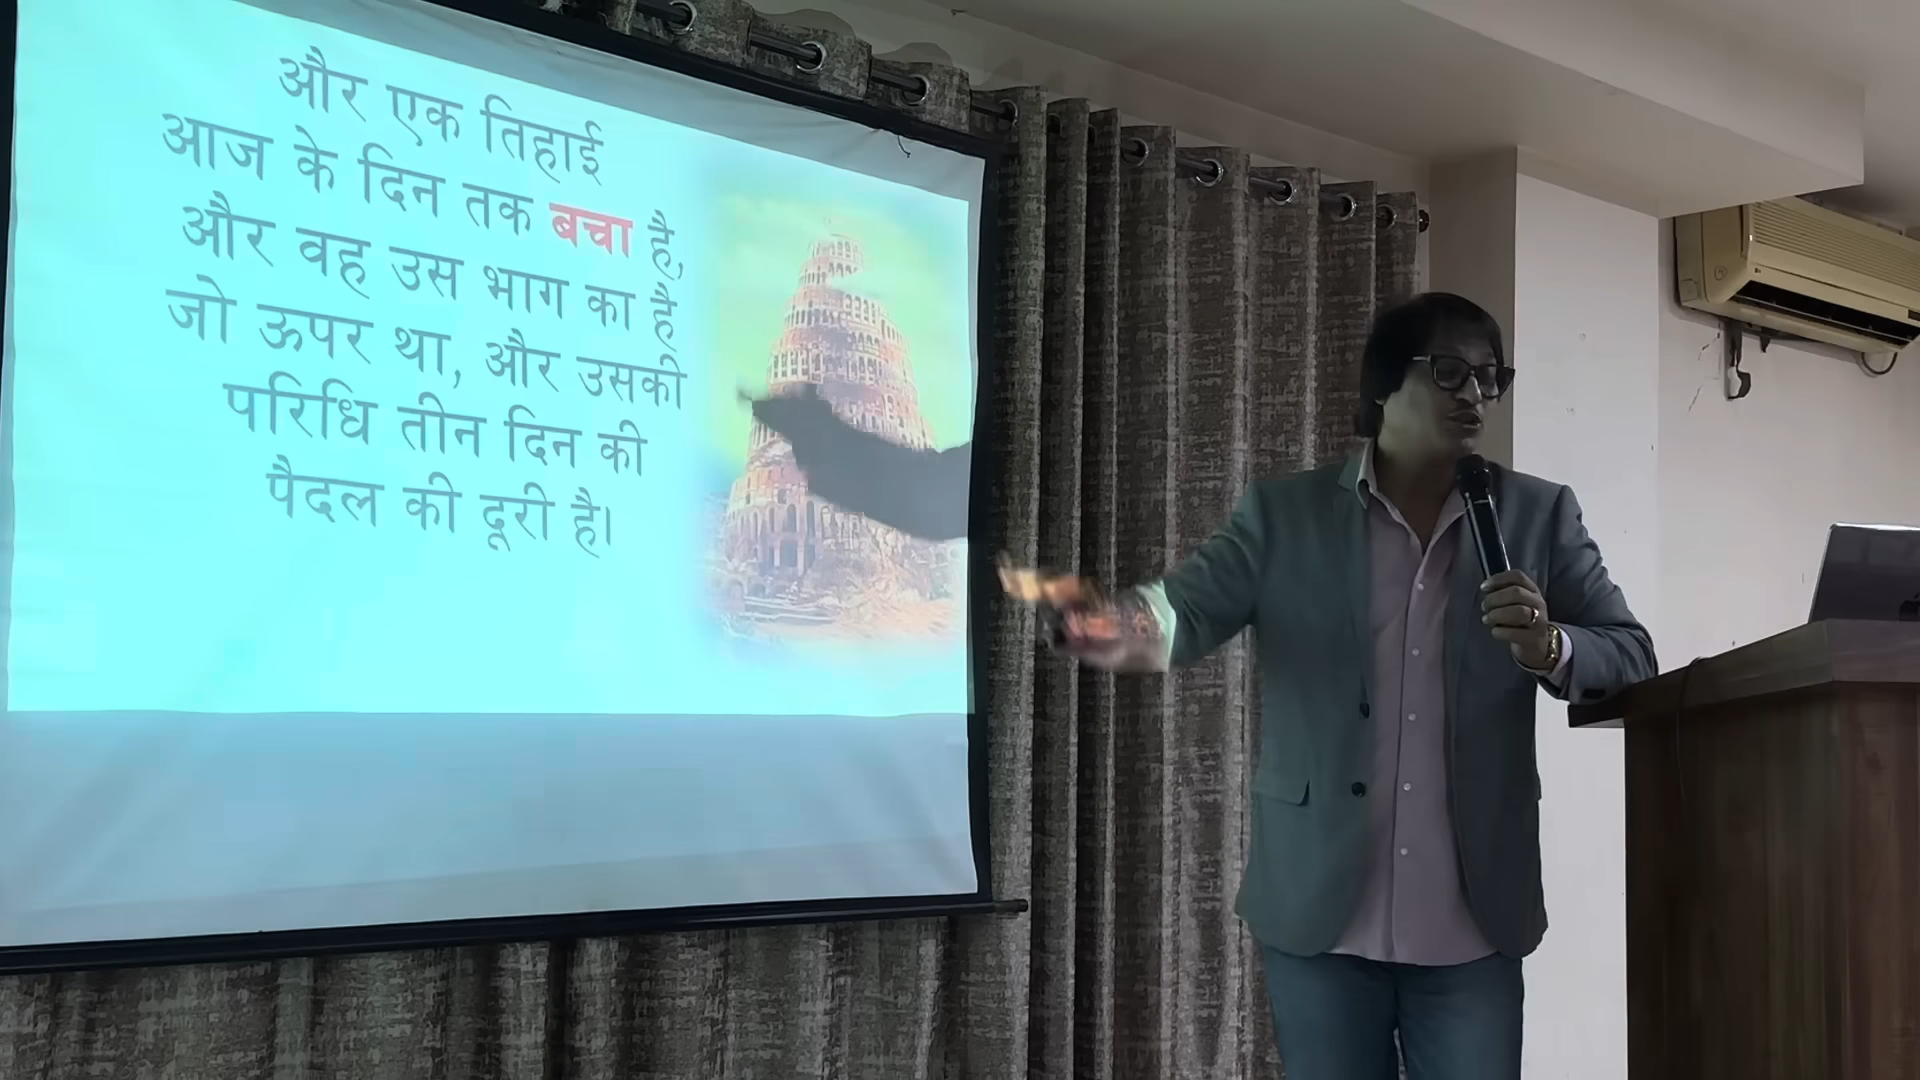 और एक तिहाई
आज के दिन तक बचा है,
और वह उस भाग का है
जो ऊपर था, और उसकी
परिधि तीन दिन की
पैदल की दूरी है।